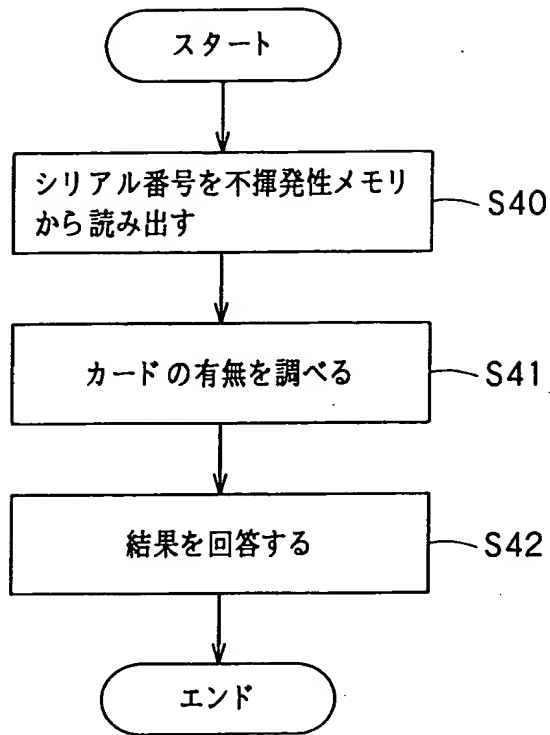 スタート
シリアル番号を不揮発性メモリ
から読み出す
S40
カードの有無を調べる
S41
結果を回答する
S42
エンド